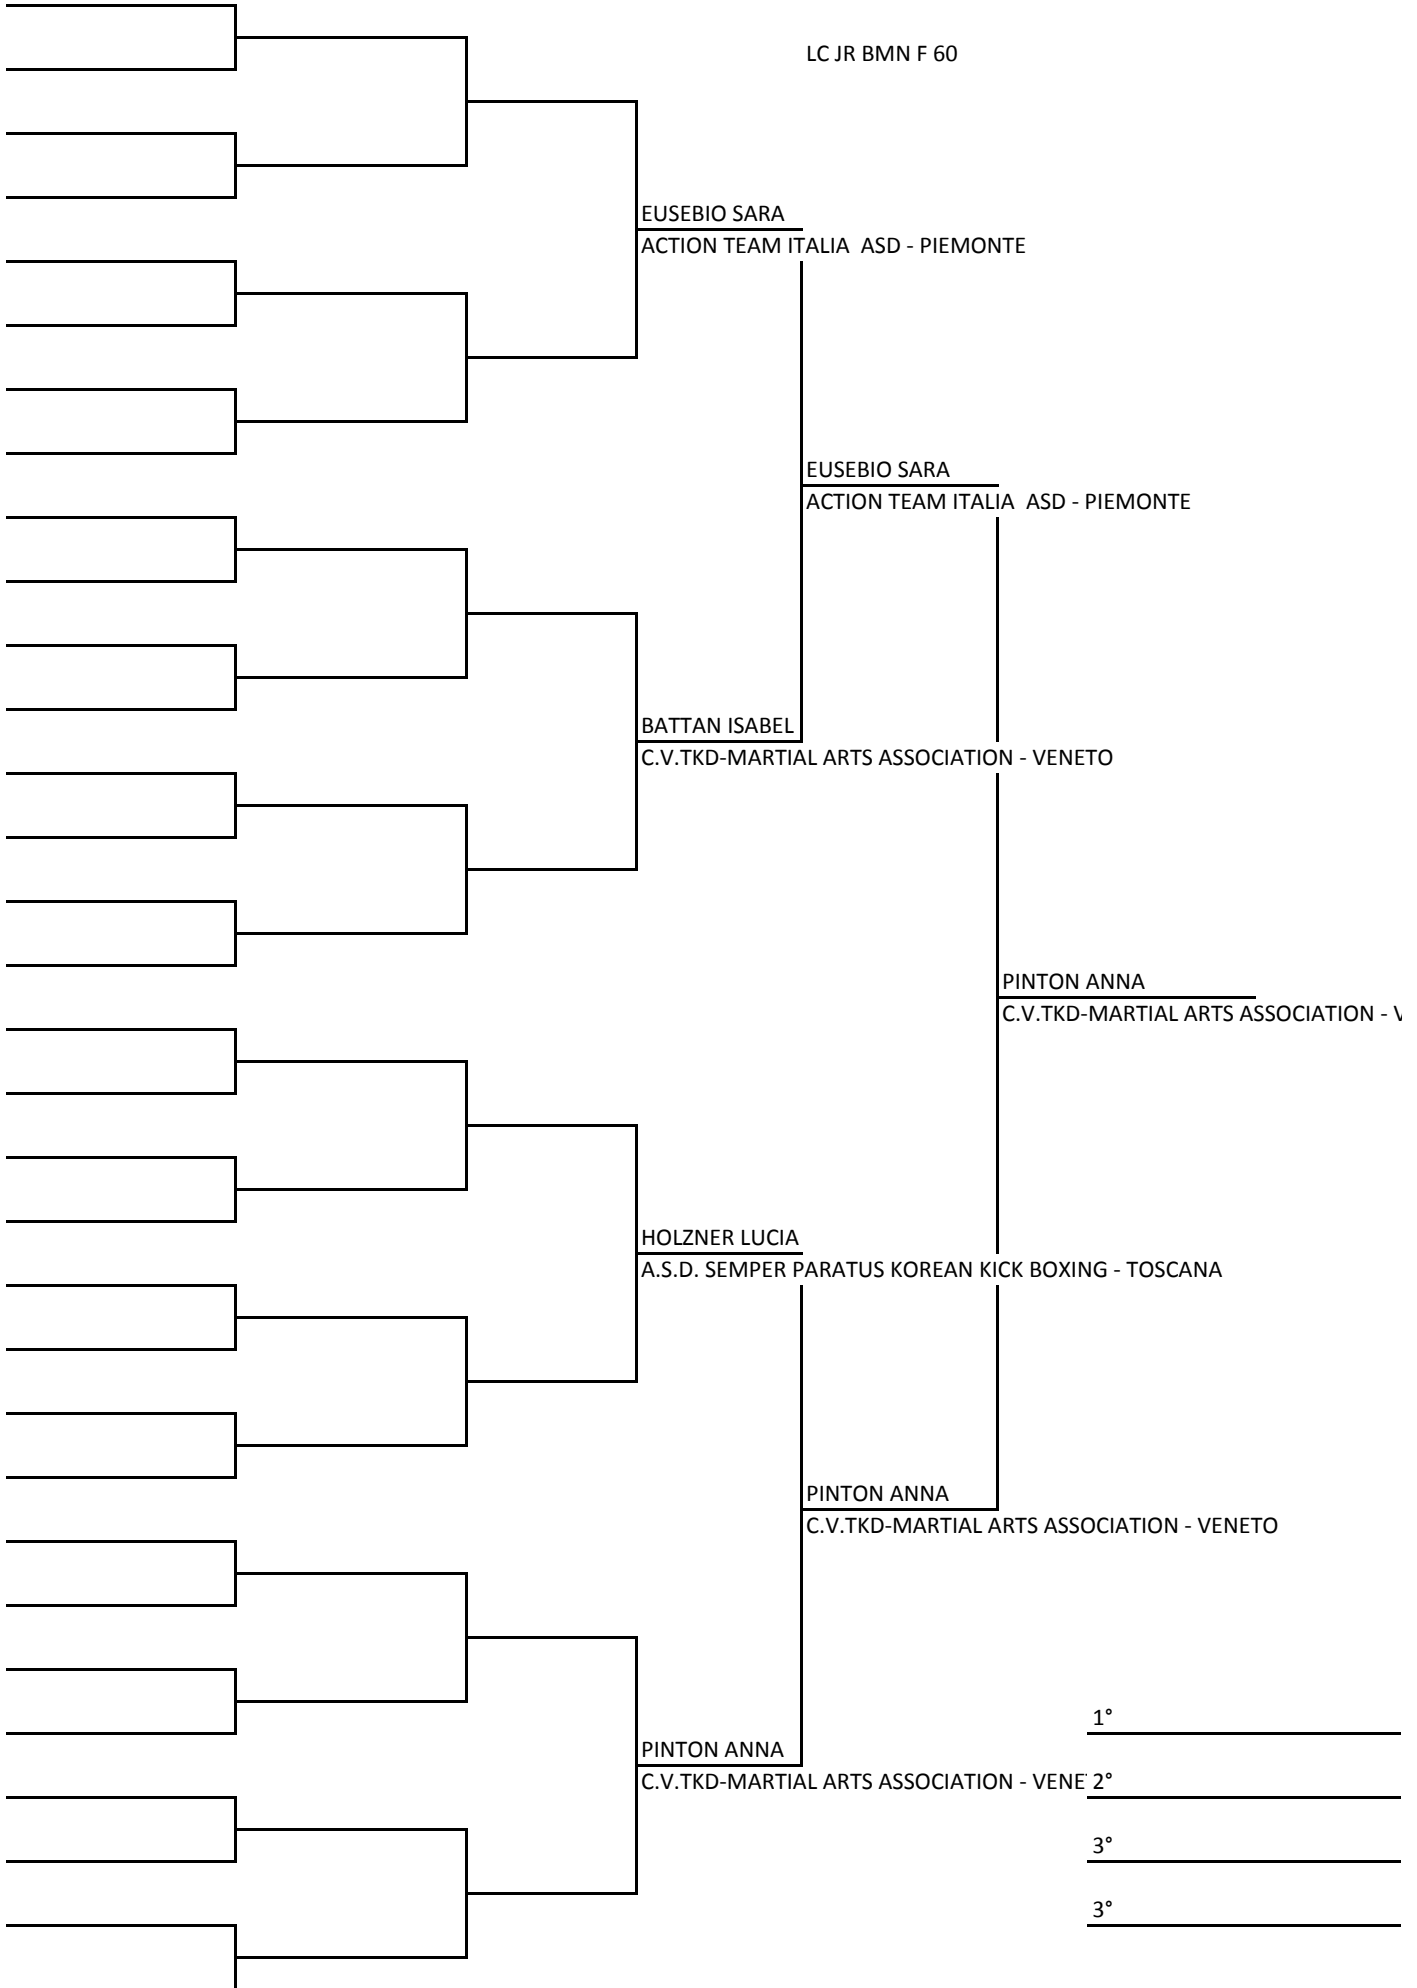 LC JR BMN F 60
EUSEBIO SARA
ACTION TEAM ITALIA  ASD - PIEMONTE
EUSEBIO SARA
ACTION TEAM ITALIA  ASD - PIEMONTE
BATTAN ISABEL
C.V.TKD-MARTIAL ARTS ASSOCIATION - VENETO
PINTON ANNA
C.V.TKD-MARTIAL ARTS ASSOCIATION - V
HOLZNER LUCIA
A.S.D. SEMPER PARATUS KOREAN KICK BOXING - TOSCANA
PINTON ANNA
C.V.TKD-MARTIAL ARTS ASSOCIATION - VENETO
1°
PINTON ANNA
C.V.TKD-MARTIAL ARTS ASSOCIATION - VENE
2°
3°
3°